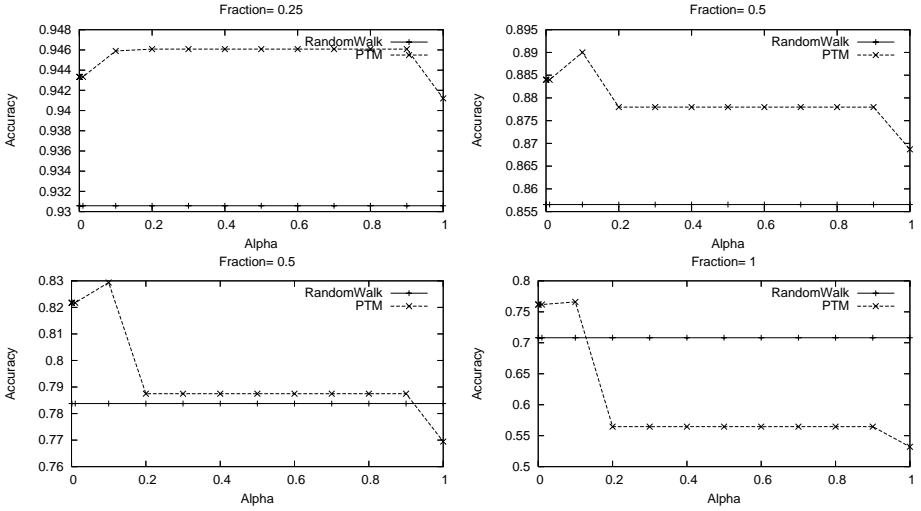 Fraction= 0.25
0.948
0.946
0.944
0.942
0.94
0.938
0.936
0.934
0.932
0.93
Accuracy
RandomWalk
PTM
0 0.2 0.4 0.6 0.8 1
Alpha
Fraction= 0.5
0.895
0.89
0.885
0.88
0.875
0.87
0.865
0.86
0.855
Accuracy
RandomWalk
PTM
0 0.2 0.4 0.6 0.8 1
Alpha
Fraction= 0.5
0.83
0.82
0.81
0.8
0.79
0.78
0.77
0.76
Accuracy
RandomWalk
PTM
0 0.2 0.4 0.6 0.8 1
Alpha
Fraction= 1
0.8
0.75
0.7
0.65
0.6
0.55
0.5
Accuracy
RandomWalk
PTM
0 0.2 0.4 0.6 0.8 1
Alpha